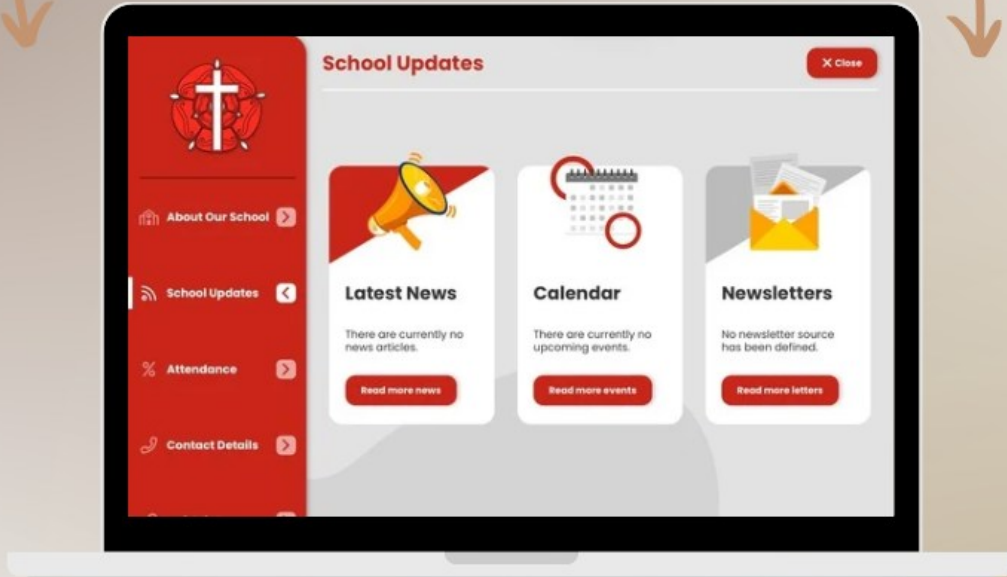 School Updates
X Close
About Our School
School Updates
Attendance
Contact Details
Latest News
There are currently no
news articles.
Read more news
Calendar
There are currently no
upcoming events.
Read more events
Newsletters
No newsletter source
has been defined.
Read more letters